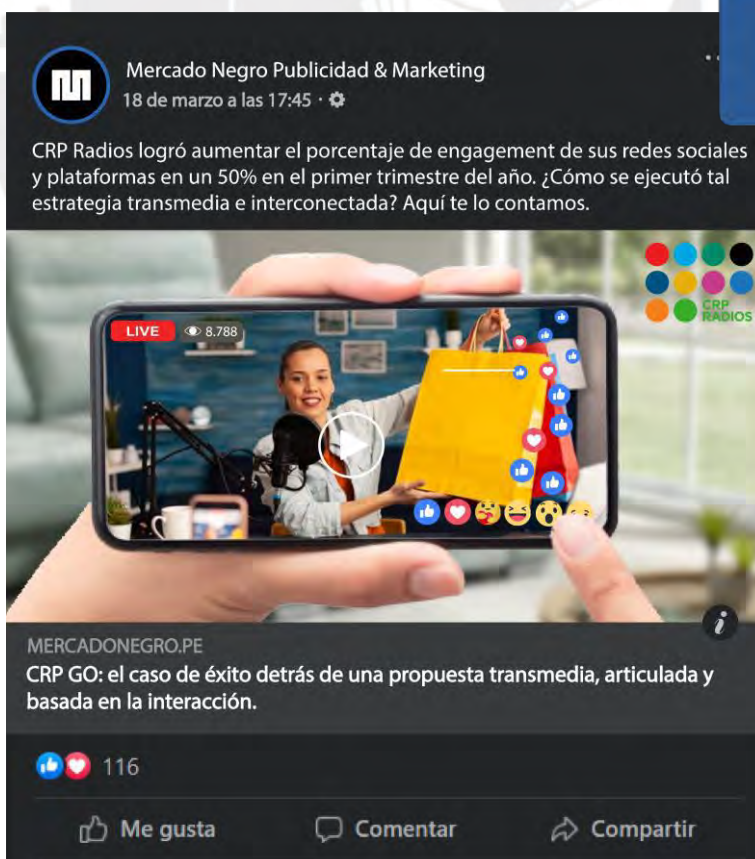 Mercado Negro Publicidad & Marketing
18 de marzo a las 17:45 ·
CRP Radios logró aumentar el porcentaje de engagement de sus redes sociales
y plataformas en un 50% en el primer trimestre del año. ¿Cómo se ejecutó tal
estrategia transmedia e interconectada? Aquí te lo contamos.
LIVE 8.788
CRP
RADIOS
MERCADONEGRO.PE
CRP GO: el caso de éxito detrás de una propuesta transmedia, articulada y
basada en la interacción.
116
Me gusta Comentar Compartir